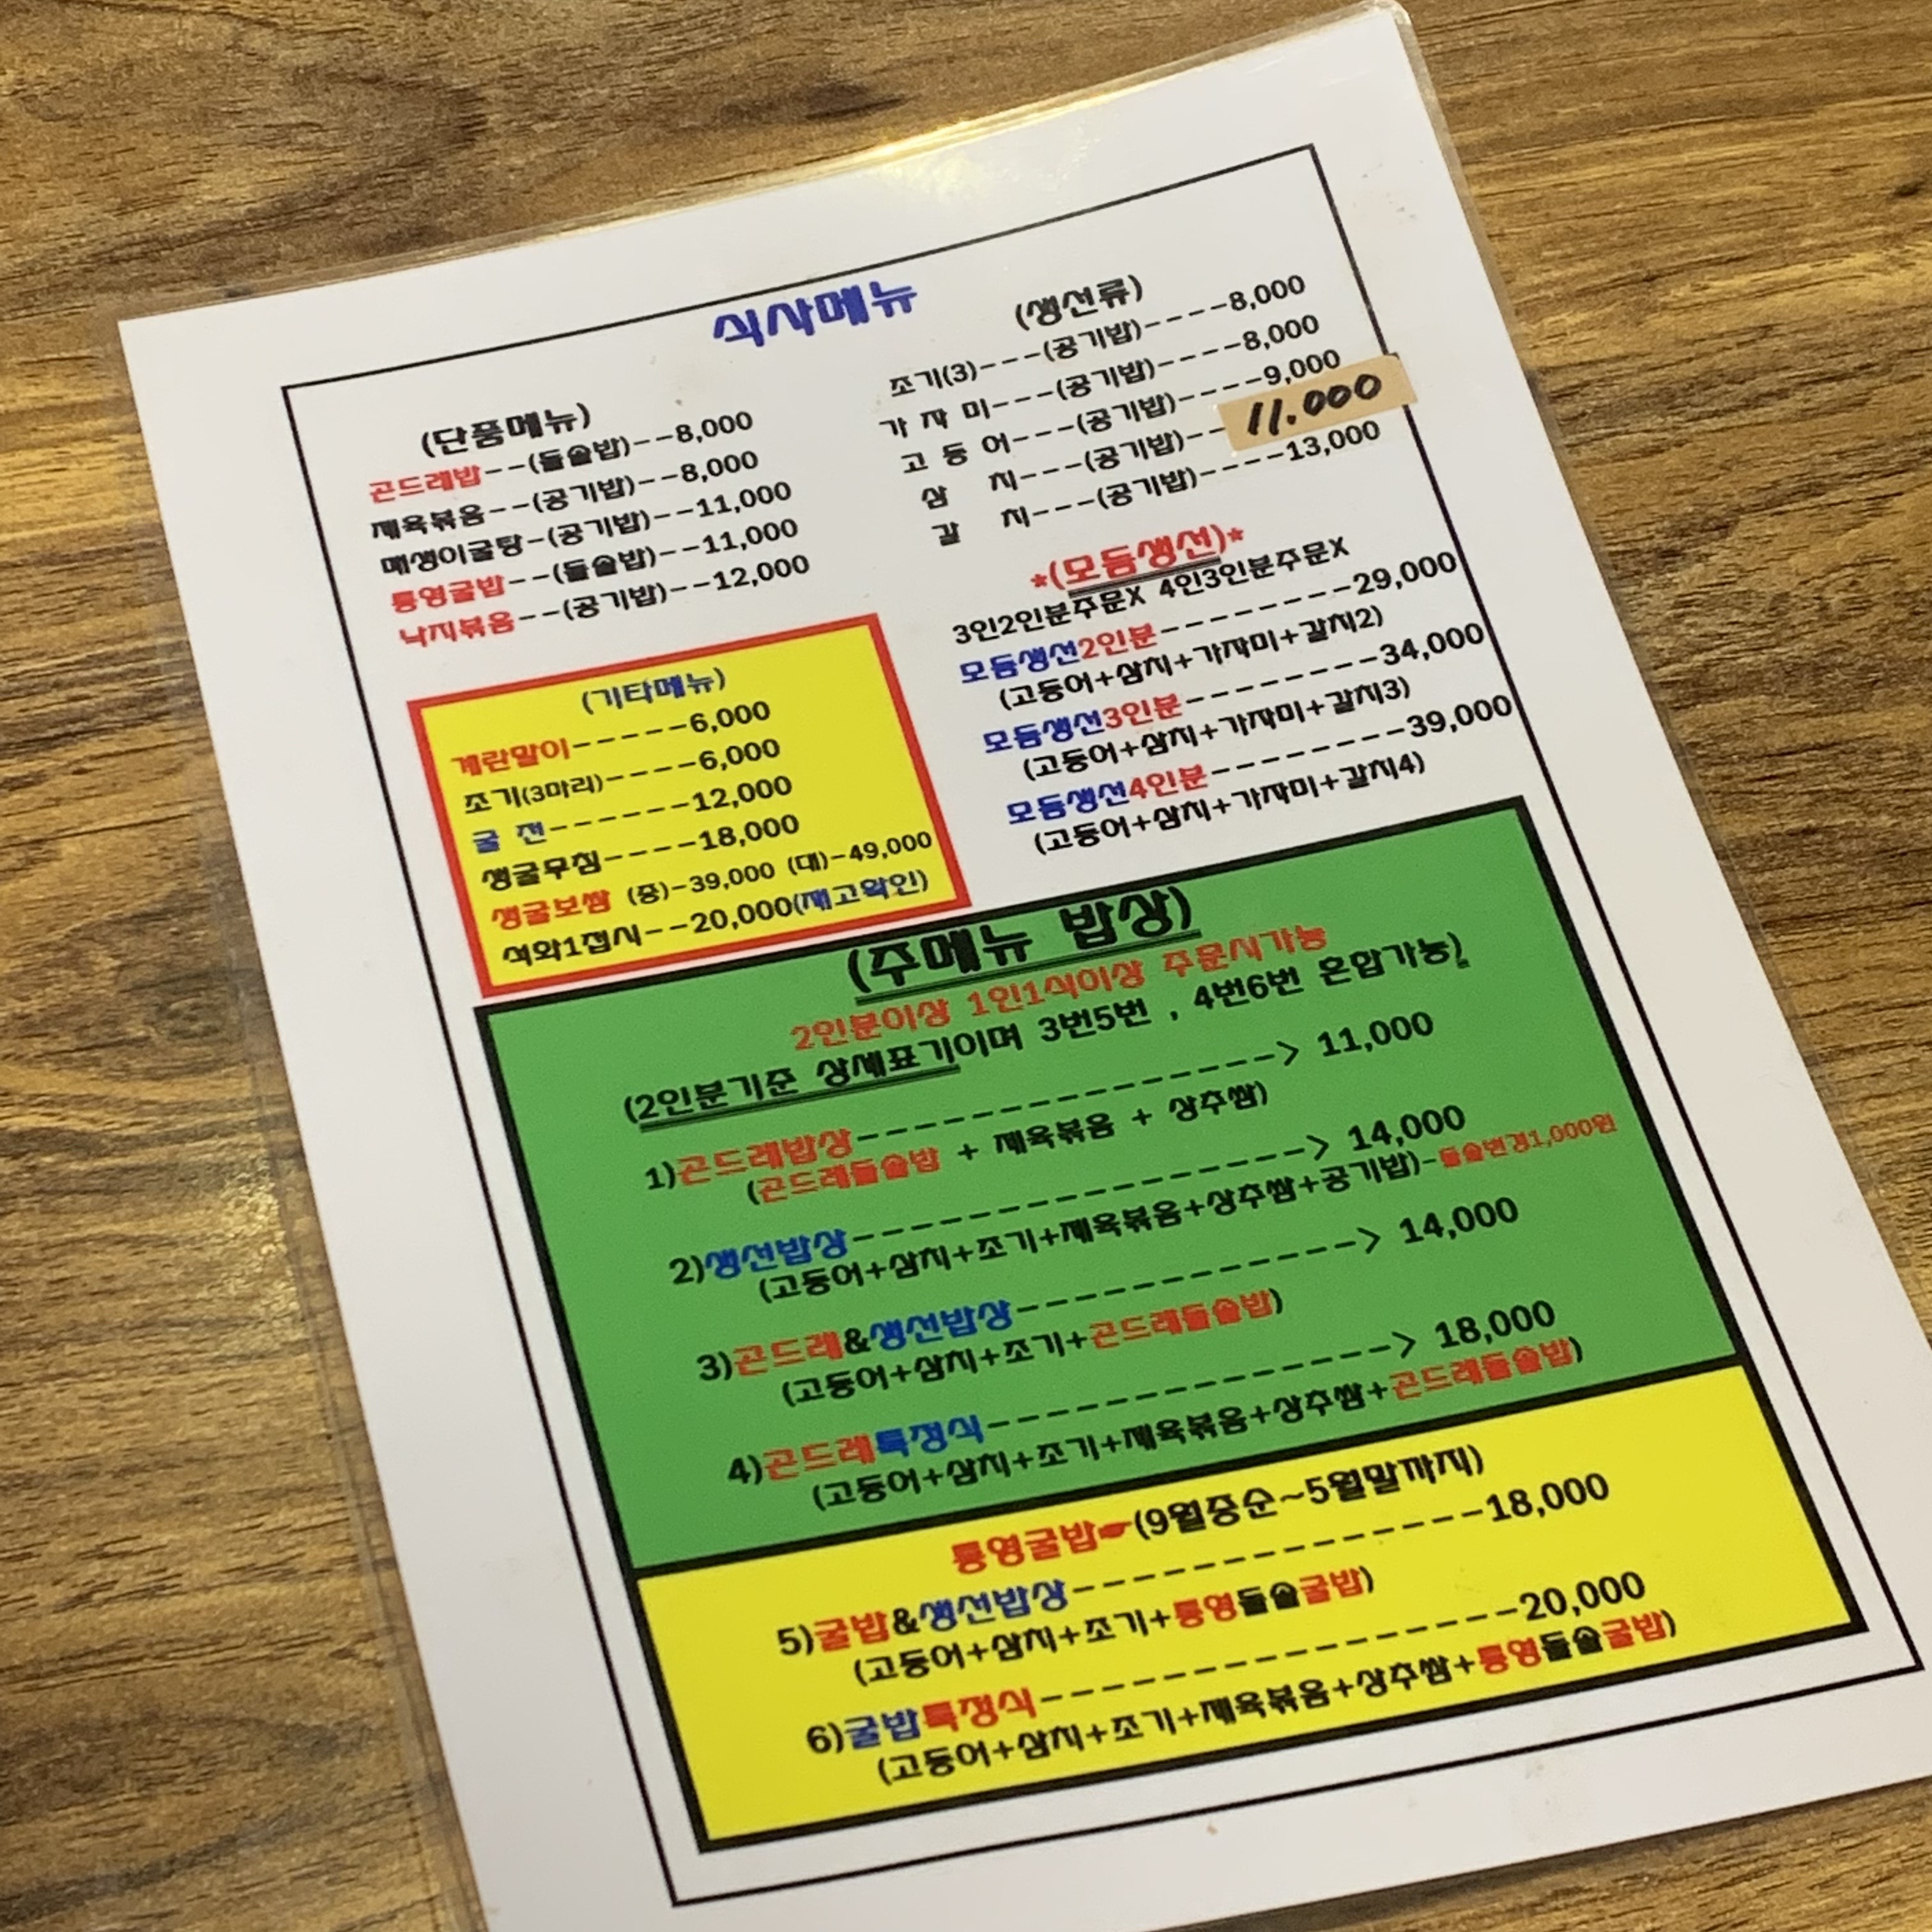 식사메뉴
(단품메뉴)
곤드레밥--(돌솥밥)--8,000
제육볶음--(공기밥)--8,000
매생이굴탕-(공기밥)--11,000
통영굴밥--(돌솥밥)--11,000
낙지볶음--(공기밥)--12,000
(생선류)
조기(3)---(공기밥)----8,000
가 자 미---(공기밥)----8,000
고 등 어---(공기밥)----9,000
삼 치---(공기밥)--11.000
갈 치---(공기밥)----13,000
(기타메뉴)
계란말이-----6,000
조기(3마리)----6,000
굴 전------12,000
생굴무침----18,000
생굴보쌈 (중)-39,000 (대)-49,000
석화1접시--20,000(재고확인)
*(모듬생선)*
3인2인분주문X 4인3인분주문X
모듬생선2인분--------29,000
(고등어+삼치+가자미+갈치2)
모듬생선3인분--------34,000
(고등어+삼치+가자미+갈치3)
모듬생선4인분--------39,000
(고등어+삼치+가자미+갈치4)
(주메뉴 밥상)
2인분이상 1인1식이상 주문시가능
(2인분기준 상세표기이며 3번5번 , 4번6번 혼합가능)
1)곤드레밥상---------------> 11,000
(곤드레돌솥밥 + 제육볶음 + 상추쌈)
2)생선밥상----------------> 14,000
(고등어+삼치+조기+제육볶음+상추쌈+공기밥)-돌솥변경1,000원
3)곤드레&생선밥상------------> 14,000
(고등어+삼치+조기+곤드레돌솥밥)
4)곤드레특정식--------------> 18,000
(고등어+삼치+조기+제육볶음+상추쌈+곤드레돌솥밥)
통영굴밥☛(9월중순~5월말까지)
5)굴밥&생선밥상--------------18,000
(고등어+삼치+조기+통영돌솥굴밥)
6)굴밥특정식----------------20,000
(고등어+삼치+조기+제육볶음+상추쌈+통영돌솥굴밥)